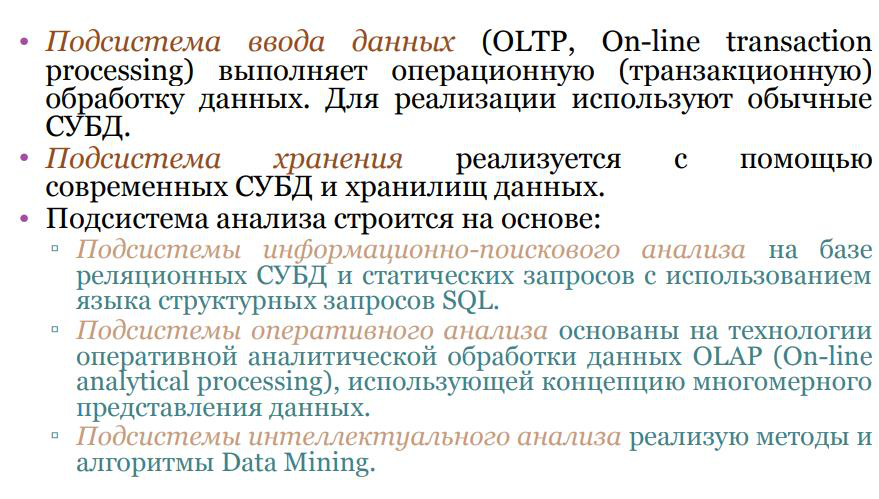 • Подсистема ввода данных (OLTP, On-line transaction
processing) выполняет операционную (транзакционную)
обработку данных. Для реализации используют обычные
СУБД.
• Подсистема хранения реализуется с помощью
современных СУБД и хранилищ данных.
• Подсистема анализа строится на основе:
▫ Подсистемы информационно-поискового анализа на базе
реляционных СУБД и статических запросов с использованием
языка структурных запросов SQL.
▫ Подсистемы оперативного анализа основаны на технологии
оперативной аналитической обработки данных OLAP (On-line
analytical processing), использующей концепцию многомерного
представления данных.
▫ Подсистемы интеллектуального анализа реализую методы и
алгоритмы Data Mining.